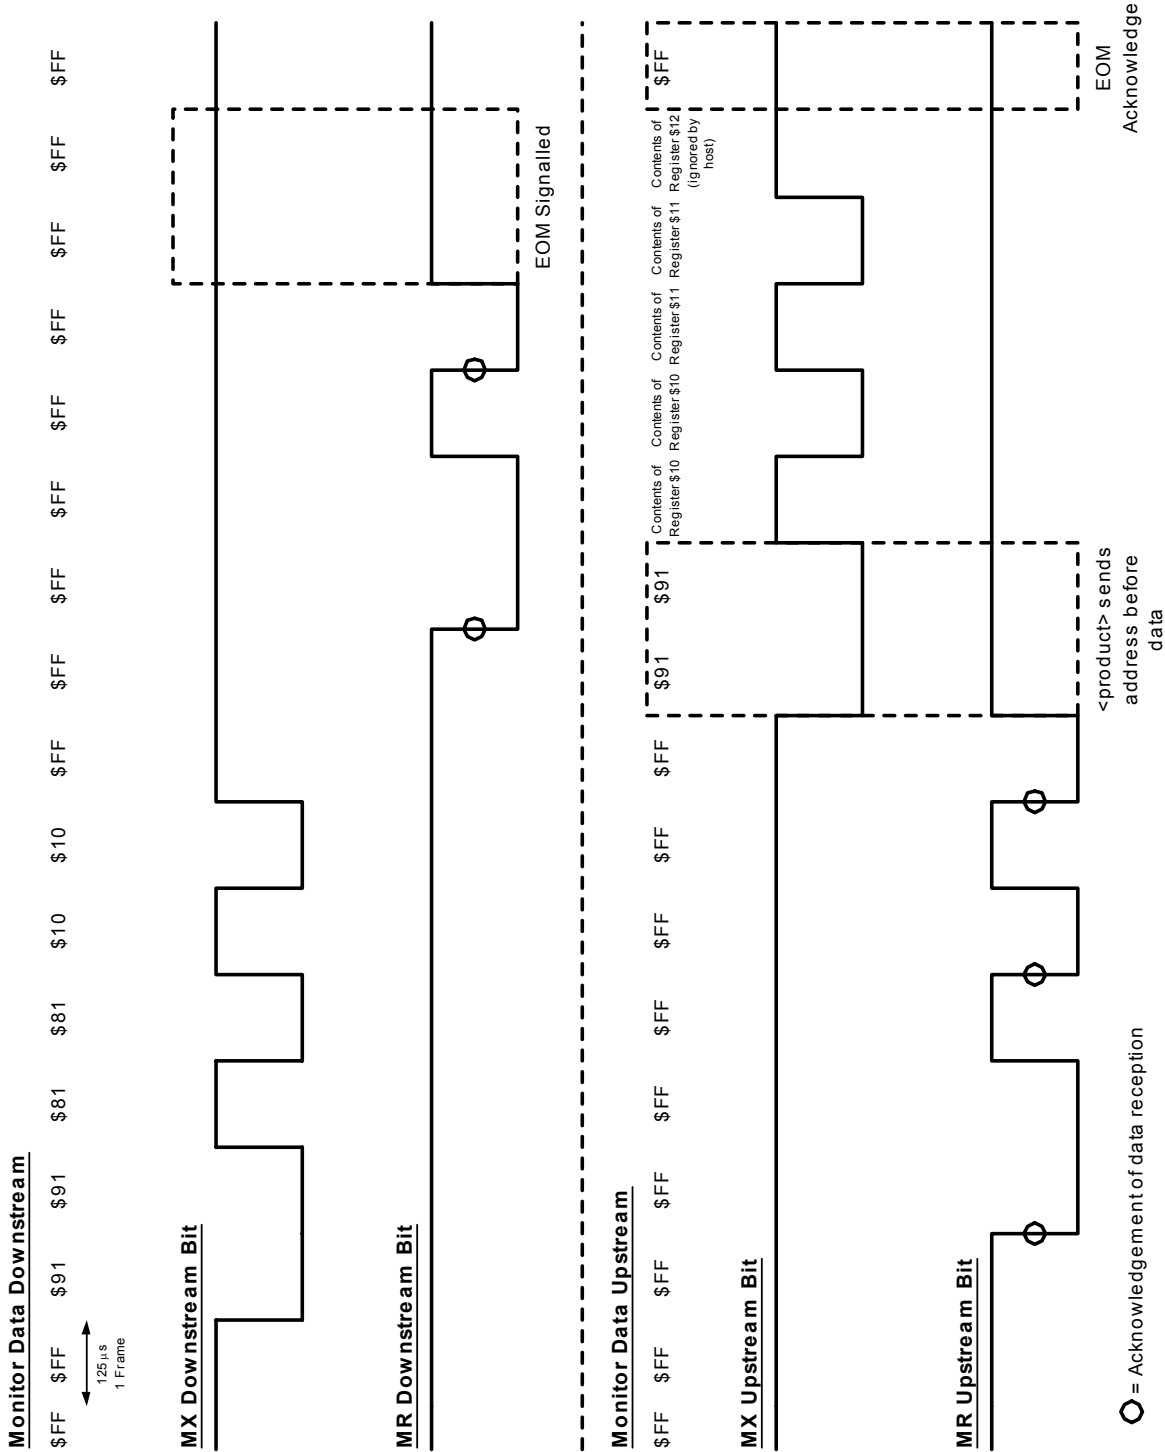 Monitor Data Downstream
$FF $FF $91 $91 $81 $81 $10 $10 $FF $FF $FF $FF $FF $FF $FF $FF $FF
125 µs
1 Frame
MX Downstream Bit
MR Downstream Bit
EOM Signalled
Monitor Data Upstream
$FF $FF $FF $FF $FF $FF $FF $FF $FF $91 $91
Contents of
Register $10
Contents of
Register $10
Contents of
Register $11
Contents of
Register $11
Contents of
Register $12
(ignored by
host)
$FF
MX Upstream Bit
MR Upstream Bit
<product> sends
address before
data
EOM
Acknowledge
= Acknowledgement of data reception